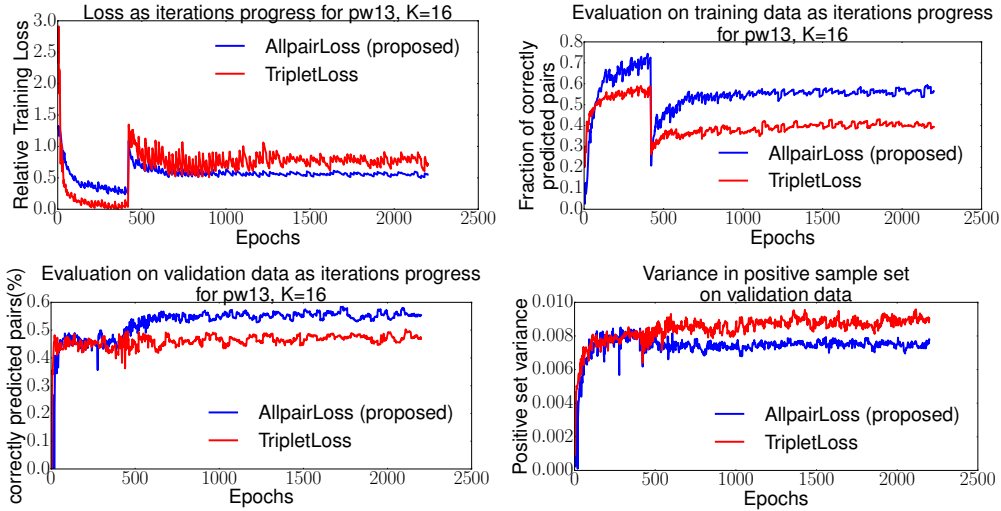 Loss as iterations progress for pw13, K=16
3.0
2.5
2.0
1.5
1.0
0.5
0.0
Relative Training Loss
AllpairLoss (proposed)
TripletLoss
0 500 1000 1500 2000 2500
Epochs
Evaluation on training data as iterations progress
for pw13, K=16
0.8
0.7
0.6
0.5
0.4
0.3
0.2
0.1
0.0
Fraction of correctly
predicted pairs
AllpairLoss (proposed)
TripletLoss
0 500 1000 1500 2000 2500
Epochs
Evaluation on validation data as iterations progress
for pw13, K=16
0.6
0.5
0.4
0.3
0.2
0.1
0.0
correctly predicted pairs(%)
AllpairLoss (proposed)
TripletLoss
0 500 1000 1500 2000 2500
Epochs
Variance in positive sample set
on validation data
0.010
0.008
0.006
0.004
0.002
0.000
Positive set variance
AllpairLoss (proposed)
TripletLoss
0 500 1000 1500 2000 2500
Epochs